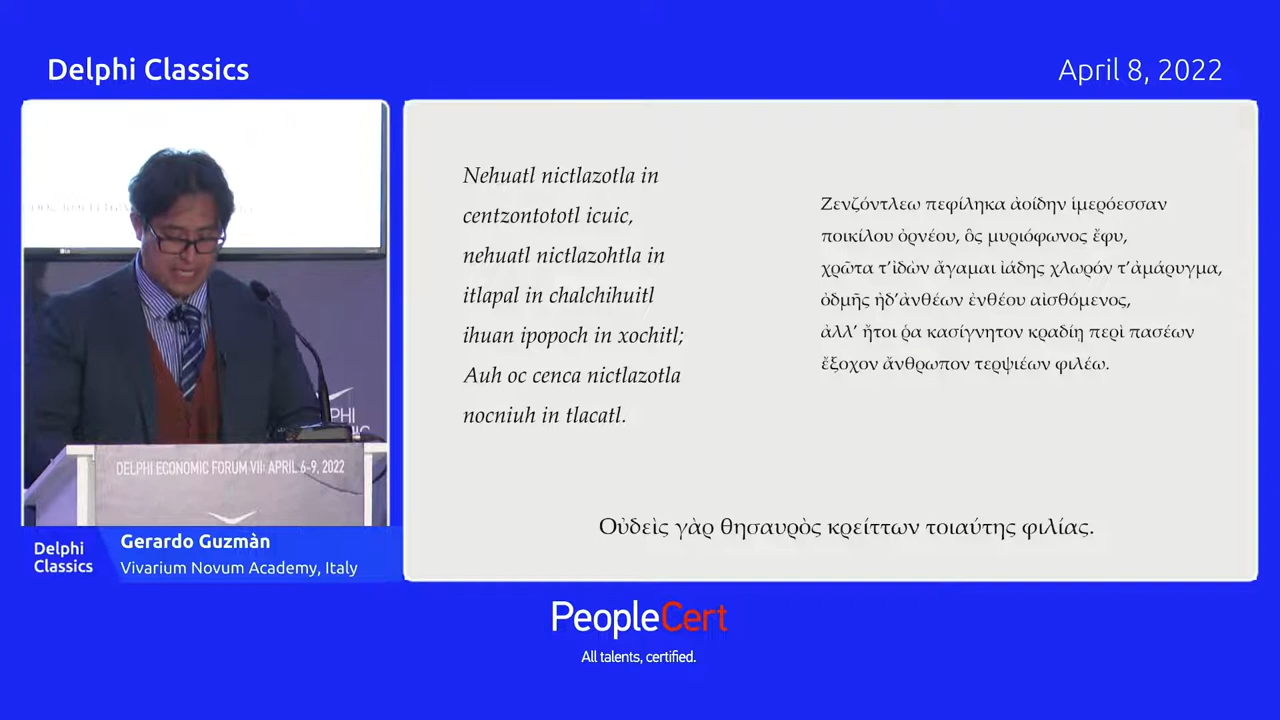 Delphi Classics
April 8, 2022
Nehuatl nictlazotla in
centzontototl icuic,
nehuatl nictlazohtla in
itlapal in chalchihuitl
ihuan ipopoch in xochitl;
Auh oc cenca nictlazotla
nocniuh in tlacatl.
Ζενζόντλεω πεφίληκα ἀοίδην ἱμερόεσσαν
ποικίλου ὀρνέου, ὃς μυριόφωνος ἔφυ,
χρῶτα τ’ἰδὼν ἄγαμαι ἰάδης χλωρόν τ’ἀμάρυγμα,
ὀδμῆς ἠδ’ἀνθέων ἐνθέου αἰσθόμενος,
ἀλλ’ ἤτοι ῥα κασίγνητον κραδίῃ περὶ πασέων
ἔξοχον ἄνθρωπον τερψιέων φιλέω.
Οὐδεὶς γὰρ θησαυρὸς κρείττων τοιαύτης φιλίας.
DELPHI ECONOMIC FORUM VII: APRIL 6-9, 2022
Delphi
Classics
Gerardo Guzmàn
Vivarium Novum Academy, Italy
PeopleCert
All talents, certified.